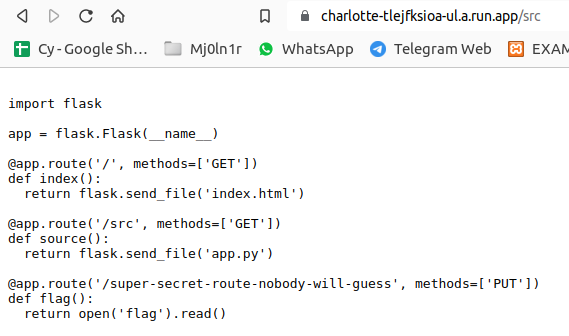 charlotte-tlejfksioa-ul.a.run.app/src
Cy - Google Sh... Mj0ln1r WhatsApp Telegram Web EXAM
import flask
app = flask.Flask(__name__)
@app.route('/', methods=['GET'])
def index():
  return flask.send_file('index.html')
@app.route('/src', methods=['GET'])
def source():
  return flask.send_file('app.py')
@app.route('/super-secret-route-nobody-will-guess', methods=['PUT'])
def flag():
  return open('flag').read()